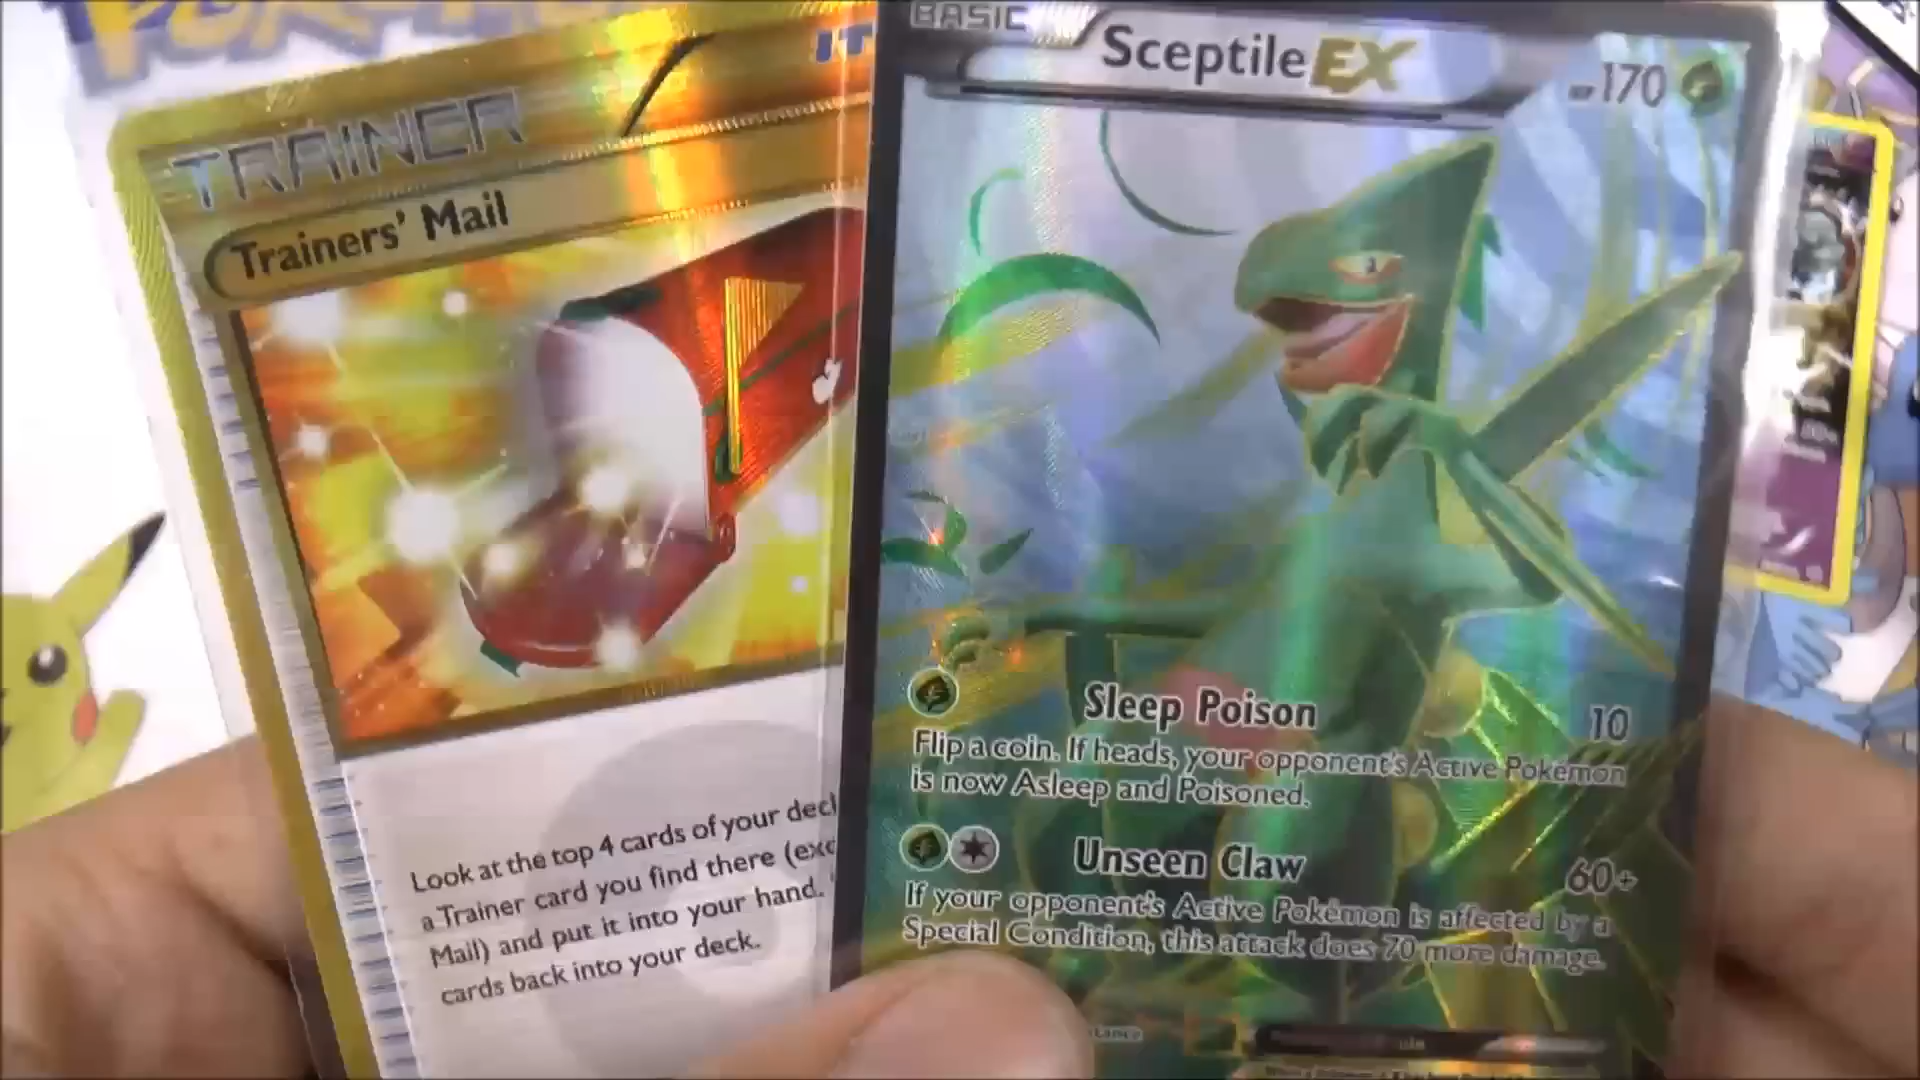 TRAINER
Trainers' Mail
Look at the top 4 cards of your deck
a Trainer card you find there (exc
Mail) and put it into your hand.
cards back into your deck.
BASIC
Sceptile EX
HP 170
Sleep Poison 10
Flip a coin. If heads, your opponent's Active Pokémon
is now Asleep and Poisoned.
Unseen Claw 60+
If your opponent's Active Pokémon is affected by a
Special Condition, this attack does 70 more damage.